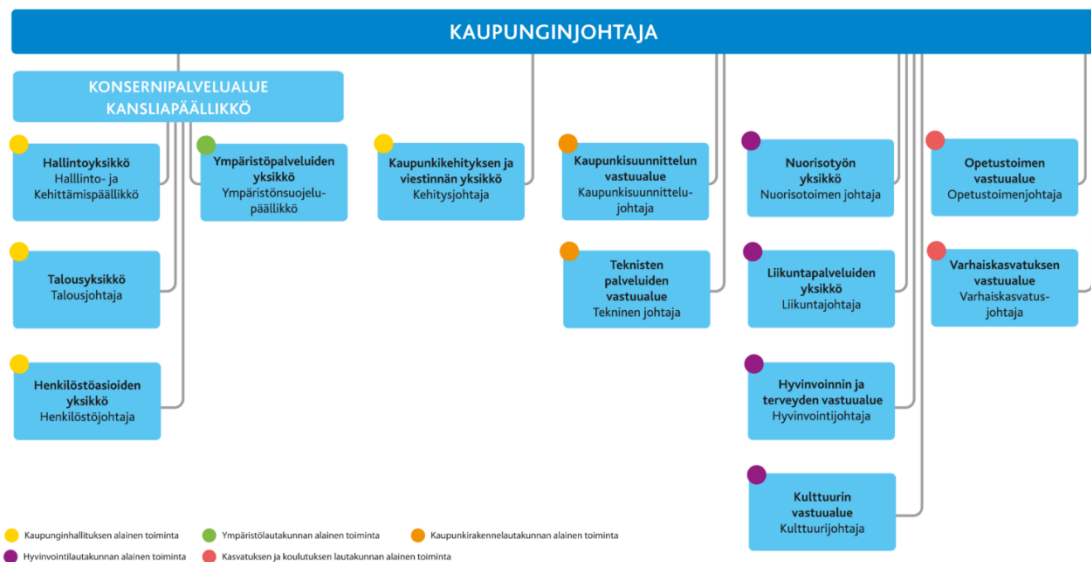 KAUPUNGINJOHTAJA
KONSERNIPALVELUALUE
KANSLIAPÄÄLLIKKÖ
Hallintoyksikkö
Halllinto- ja
Kehittämispäällikkö
Ympäristöpalveluiden
yksikkö
Ympäristönsuojelu-
päällikkö
Kaupunkikehityksen ja
viestinnän yksikkö
Kehitysjohtaja
Kaupunkisuunnittelun
vastuualue
Kaupunkisuunnittelu-
johtaja
Nuorisotyön
yksikkö
Nuorisotoimen johtaja
Opetustoimen
vastuualue
Opetustoimenjohtaja
Talousyksikkö
Talousjohtaja
Teknisten
palveluiden
vastuualue
Tekninen johtaja
Liikuntapalveluiden
yksikkö
Liikuntajohtaja
Varhaiskasvatuksen
vastuualue
Varhaiskasvatus-
johtaja
Henkilöstöasioiden
yksikkö
Henkilöstöjohtaja
Hyvinvoinnin ja
terveyden vastuualue
Hyvinvointijohtaja
Kulttuurin
vastuualue
Kulttuurijohtaja
Kaupunginhallituksen alainen toiminta
Ympäristölautakunnan alainen toiminta
Kaupunkirakennelautakunnan alainen toiminta
Hyvinvointilautakunnan alainen toiminta
Kasvatuksen ja koulutuksen lautakunnan alainen toiminta